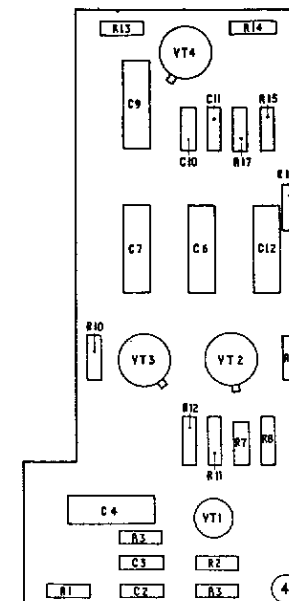 R13 R14
VT4
C9
C11 R15
C10 R17
C7 C6 C12
R10
VT3 VT2
R12
R7 R8
R11
C4 VT1
R3
C3 R2
R1 C2 R3
4